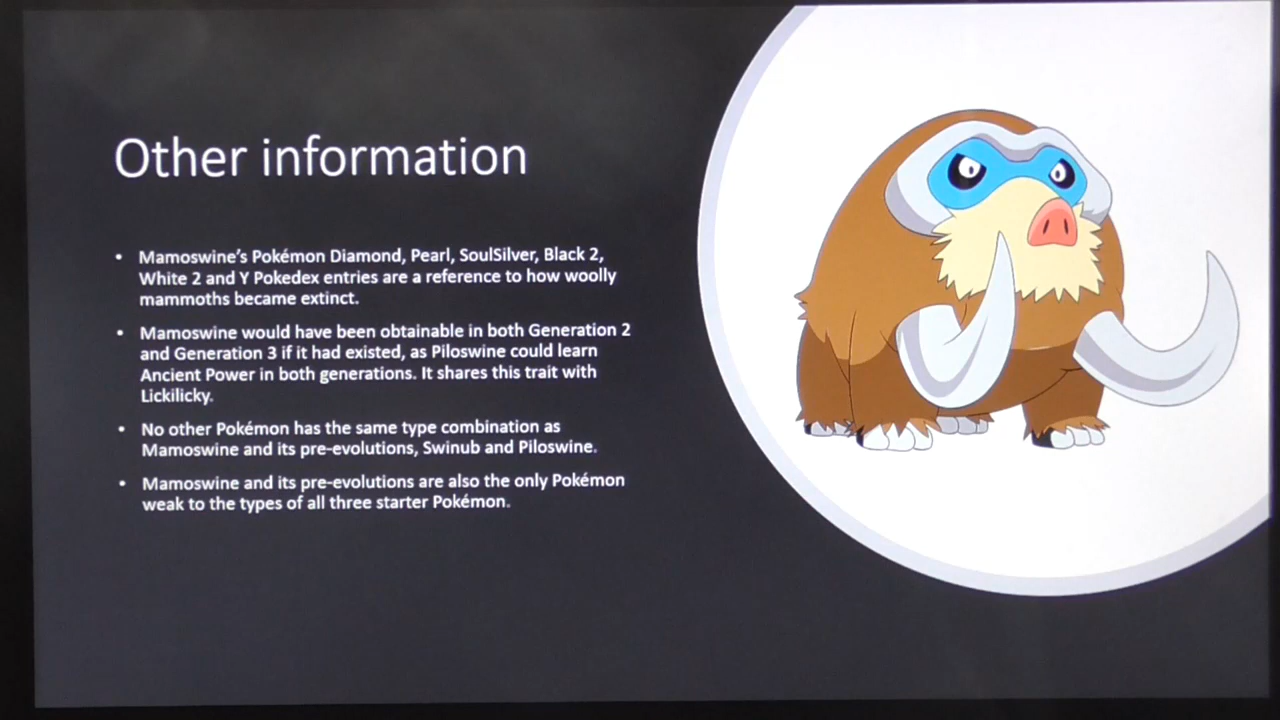 Other information
• Mamoswine's Pokémon Diamond, Pearl, SoulSilver, Black 2,
White 2 and Y Pokedex entries are a reference to how woolly
mammoths became extinct.
• Mamoswine would have been obtainable in both Generation 2
and Generation 3 if it had existed, as Piloswine could learn
Ancient Power in both generations. It shares this trait with
Lickilicky.
• No other Pokémon has the same type combination as
Mamoswine and its pre-evolutions, Swinub and Piloswine.
• Mamoswine and its pre-evolutions are also the only Pokémon
weak to the types of all three starter Pokémon.